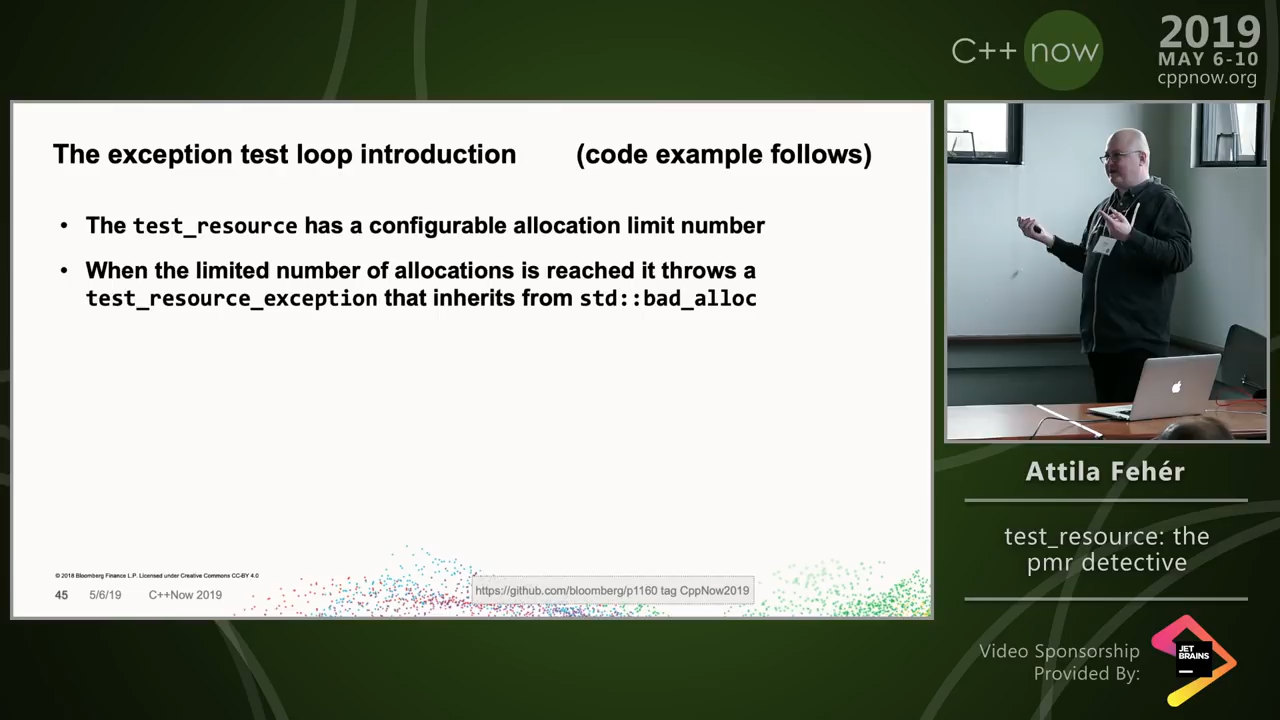 C++ now
2019
MAY 6-10
cppnow.org
The exception test loop introduction (code example follows)
• The test_resource has a configurable allocation limit number
• When the limited number of allocations is reached it throws a
test_resource_exception that inherits from std::bad_alloc
© 2018 Bloomberg Finance L.P. Licensed under Creative Commons CC-BY 4.0
45 5/6/19 C++Now 2019
https://github.com/bloomberg/p1160 tag CppNow2019
Attila Fehér
test_resource: the
pmr detective
Video Sponsorship
Provided By:
JET
BRAINS